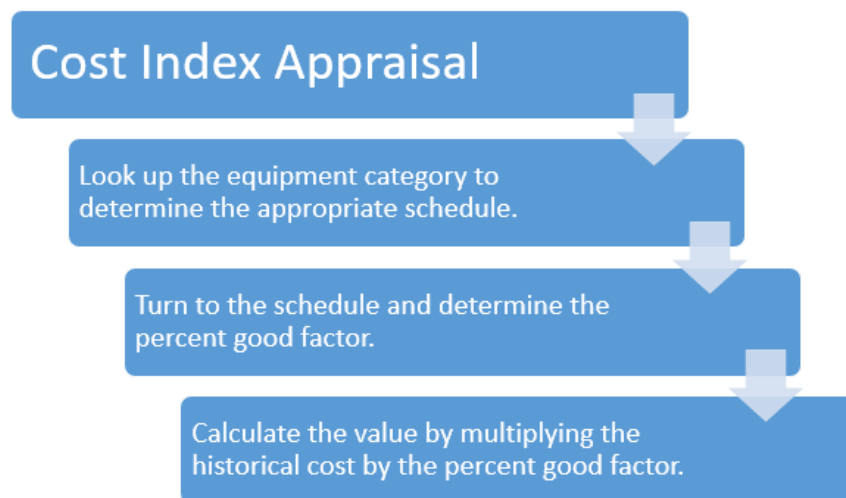 Cost Index Appraisal
Look up the equipment category to
determine the appropriate schedule.
Turn to the schedule and determine the
percent good factor.
Calculate the value by multiplying the
historical cost by the percent good factor.